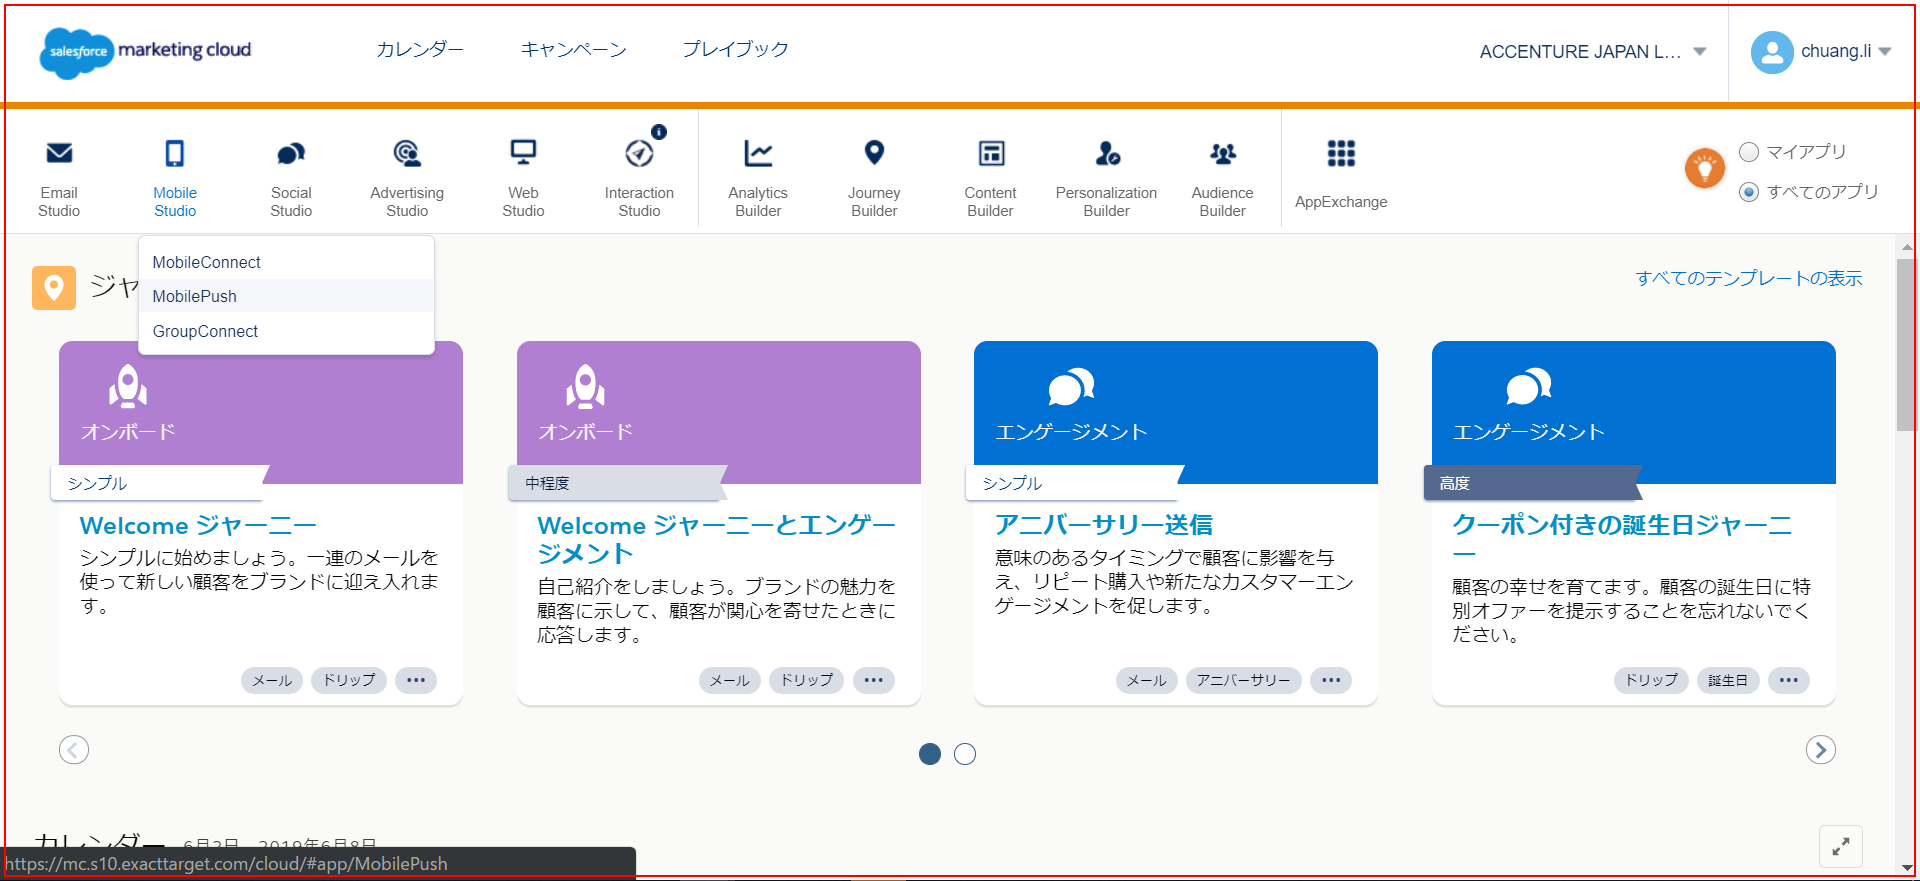 salesforce marketing cloud
カレンダー
キャンペーン
プレイブック
ACCENTURE JAPAN L...
chuang.li
Email
Studio
Mobile
Studio
Social
Studio
Advertising
Studio
Web
Studio
Interaction
Studio
Analytics
Builder
Journey
Builder
Content
Builder
Personalization
Builder
Audience
Builder
AppExchange
マイアプリ
すべてのアプリ
MobileConnect
MobilePush
GroupConnect
ジャ
すべてのテンプレートの表示
オンボード
シンプル
Welcome ジャーニー
シンプルに始めましょう。一連のメールを
使って新しい顧客をブランドに迎え入れま
す。
メール
ドリップ
•••
オンボード
中程度
Welcome ジャーニーとエンゲー
ジメント
自己紹介をしましょう。ブランドの魅力を
顧客に示して、顧客が関心を寄せたときに
応答します。
メール
ドリップ
•••
エンゲージメント
シンプル
アニバーサリー送信
意味のあるタイミングで顧客に影響を与
え、リピート購入や新たなカスタマーエン
ゲージメントを促します。
メール
アニバーサリー
•••
エンゲージメント
高度
クーポン付きの誕生日ジャーニ
ー
顧客の幸せを育てます。顧客の誕生日に特
別オファーを提示することを忘れないでく
ださい。
ドリップ
誕生日
•••
カレンダー 6月2日 - 2019年6月8日
https://mc.s10.exacttarget.com/cloud/#app/MobilePush